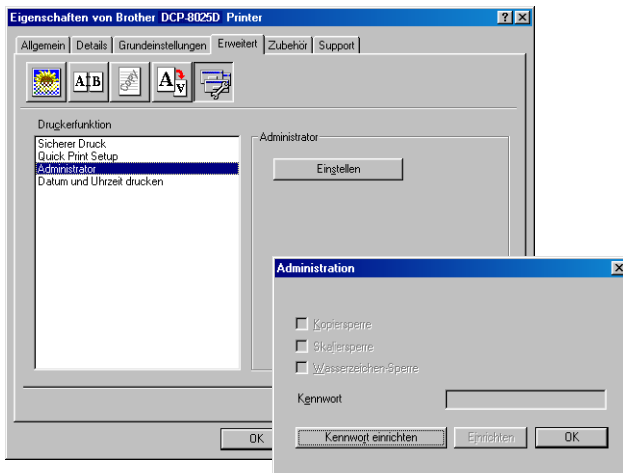 Eigenschaften von Brother DCP-8025D Printer
Allgemein Details Grundeinstellungen Erweitert Zubehör Support
Druckerfunktion
Sicherer Druck
Quick Print Setup
Administrator
Datum und Uhrzeit drucken
Administrator
Einstellen
OK
Administration
Kopiersperre
Skaliersperre
Wasserzeichen-Sperre
Kennwort
Kennwort einrichten Einrichten OK